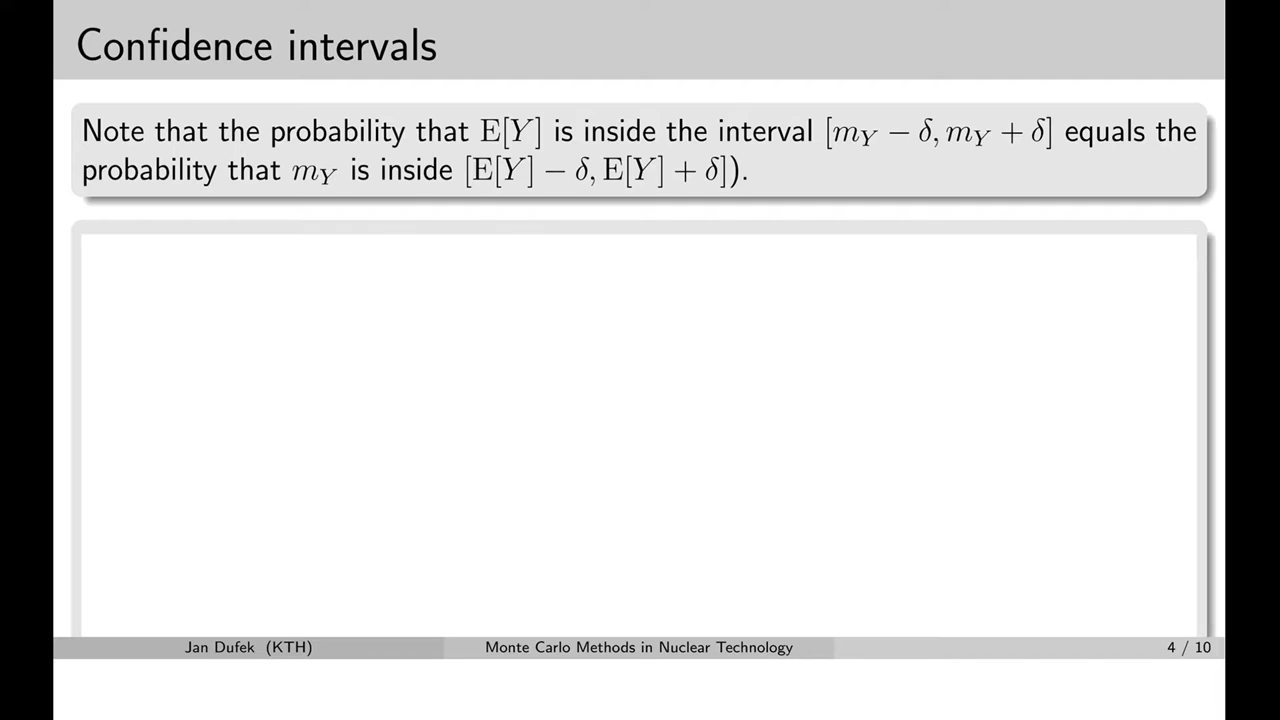 Confidence intervals
Note that the probability that E[Y] is inside the interval [m_Y − δ, m_Y + δ] equals the
probability that m_Y is inside [E[Y] − δ, E[Y] + δ]).
Jan Dufek (KTH) Monte Carlo Methods in Nuclear Technology 4 / 10